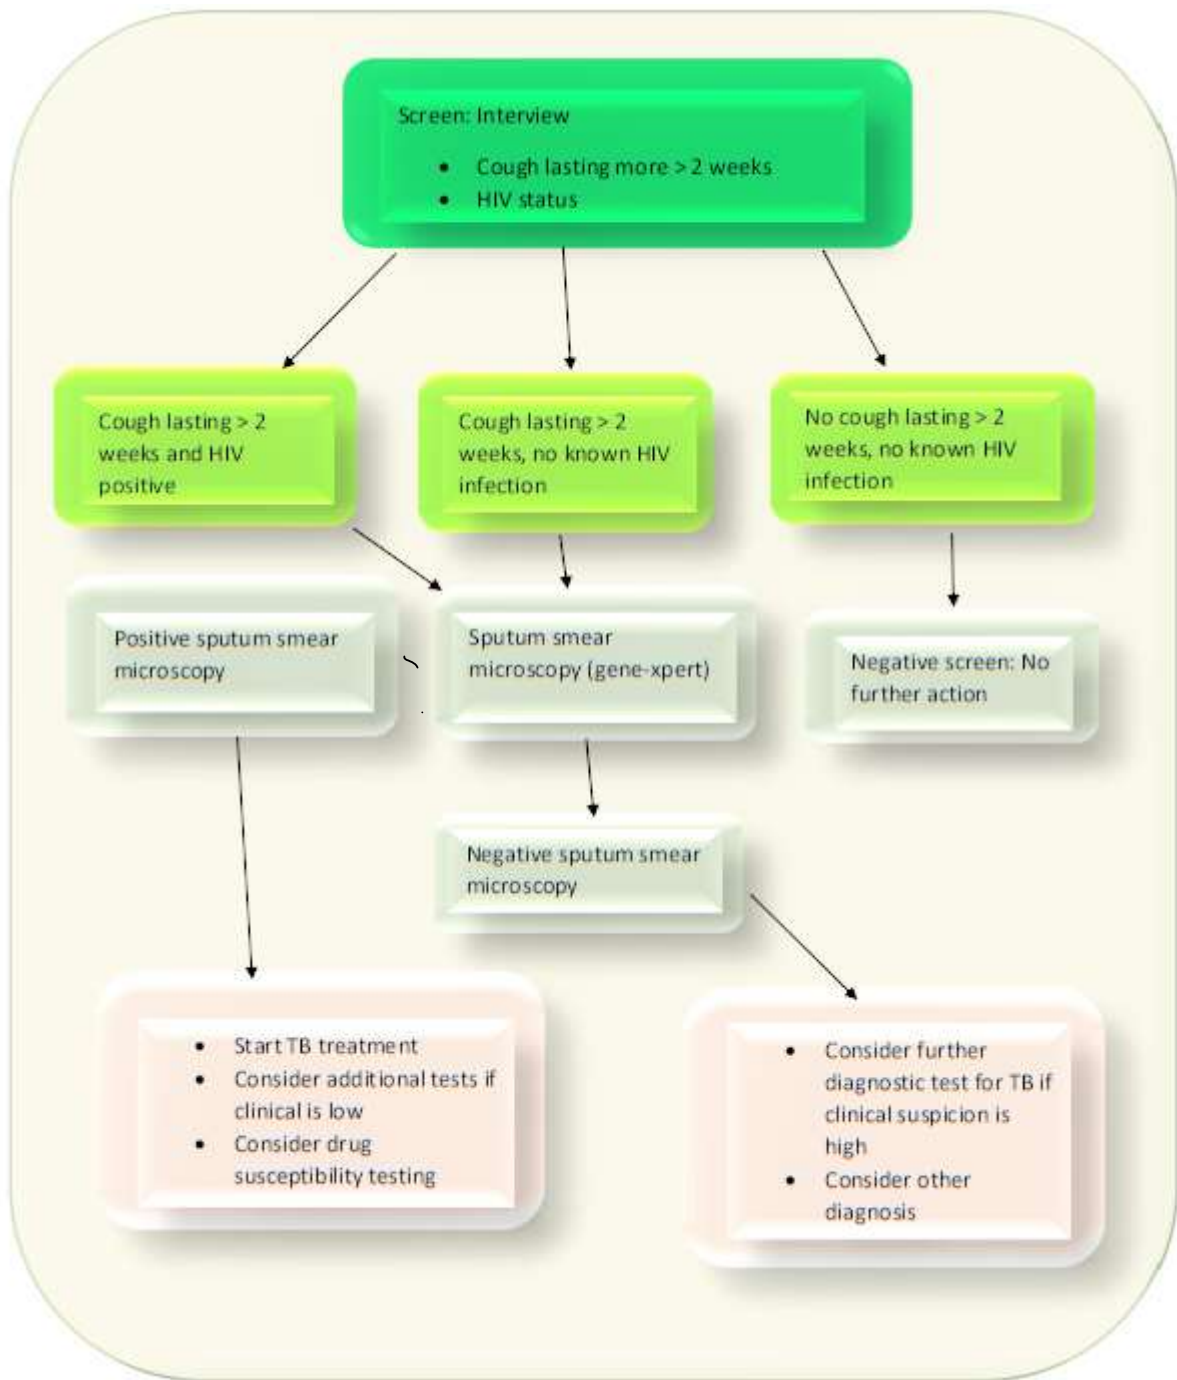 Screen: Interview
• Cough lasting more > 2 weeks
• HIV status
Cough lasting > 2
weeks and HIV
positive
Cough lasting > 2
weeks, no known HIV
infection
No cough lasting > 2
weeks, no known HIV
infection
Positive sputum smear
microscopy
Sputum smear
microscopy (gene-xpert)
Negative screen: No
further action
Negative sputum smear
microscopy
• Start TB treatment
• Consider additional tests if
clinical is low
• Consider drug
susceptibility testing
• Consider further
diagnostic test for TB if
clinical suspicion is
high
• Consider other
diagnosis